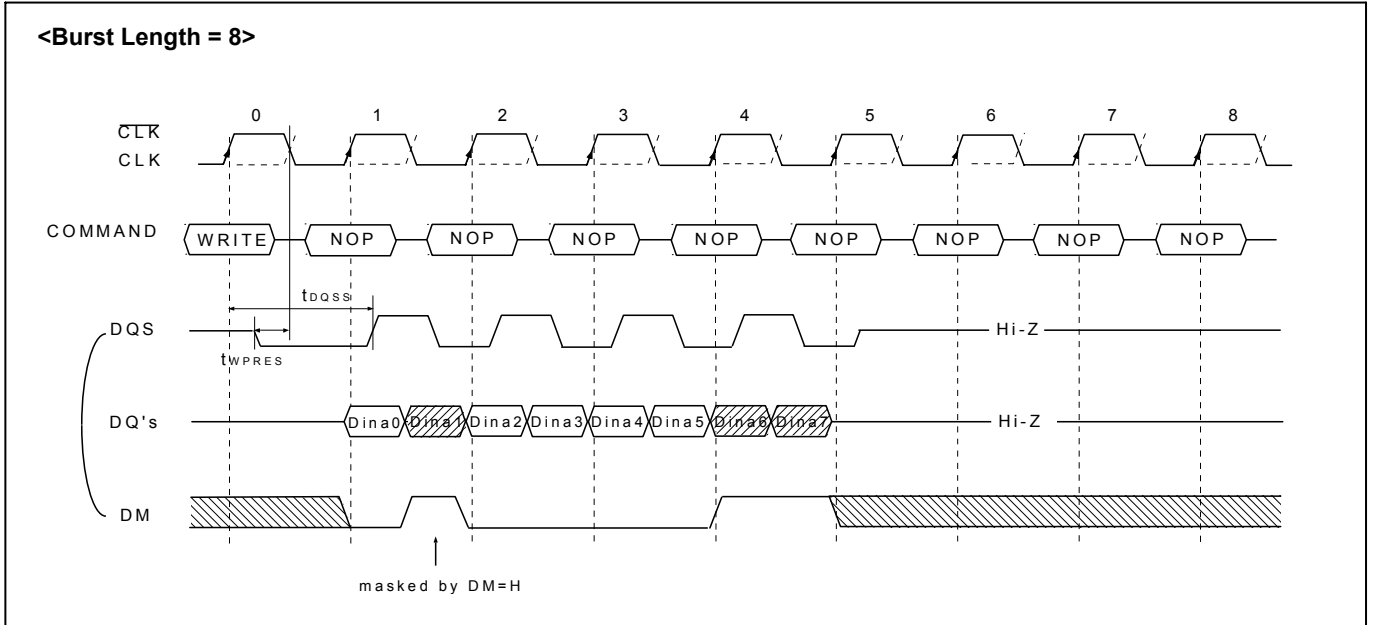 <Burst Length = 8>
0 1 2 3 4 5 6 7 8
CLK
CLK
COMMAND WRITE NOP NOP NOP NOP NOP NOP NOP NOP
tDQSS
DQS Hi-Z
tWPRES
DQ's Dina0 Dina1 Dina2 Dina3 Dina4 Dina5 Dina6 Dina7 Hi-Z
DM
masked by DM=H